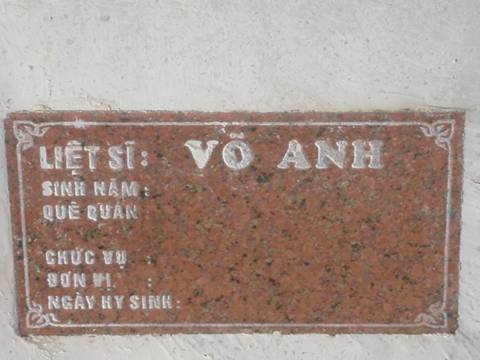 LIỆT SĨ: VÕ ANH
SINH NĂM:
QUÊ QUÁN
CHỨC VỤ :
ĐƠN VỊ :
NGÀY HY SINH: